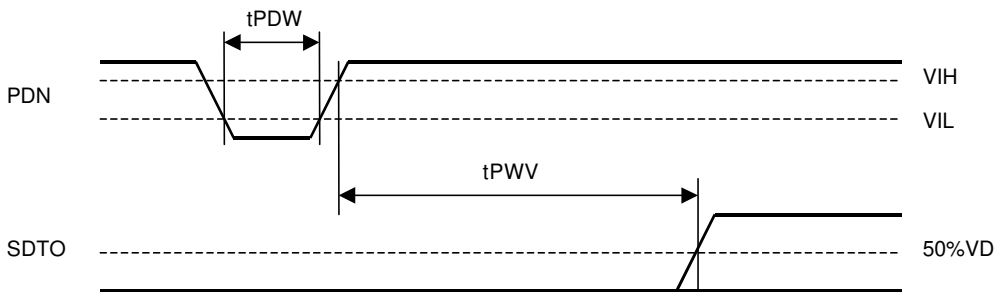 tPDW
PDN
VIH
VIL
tPWV
SDTO
50%VD